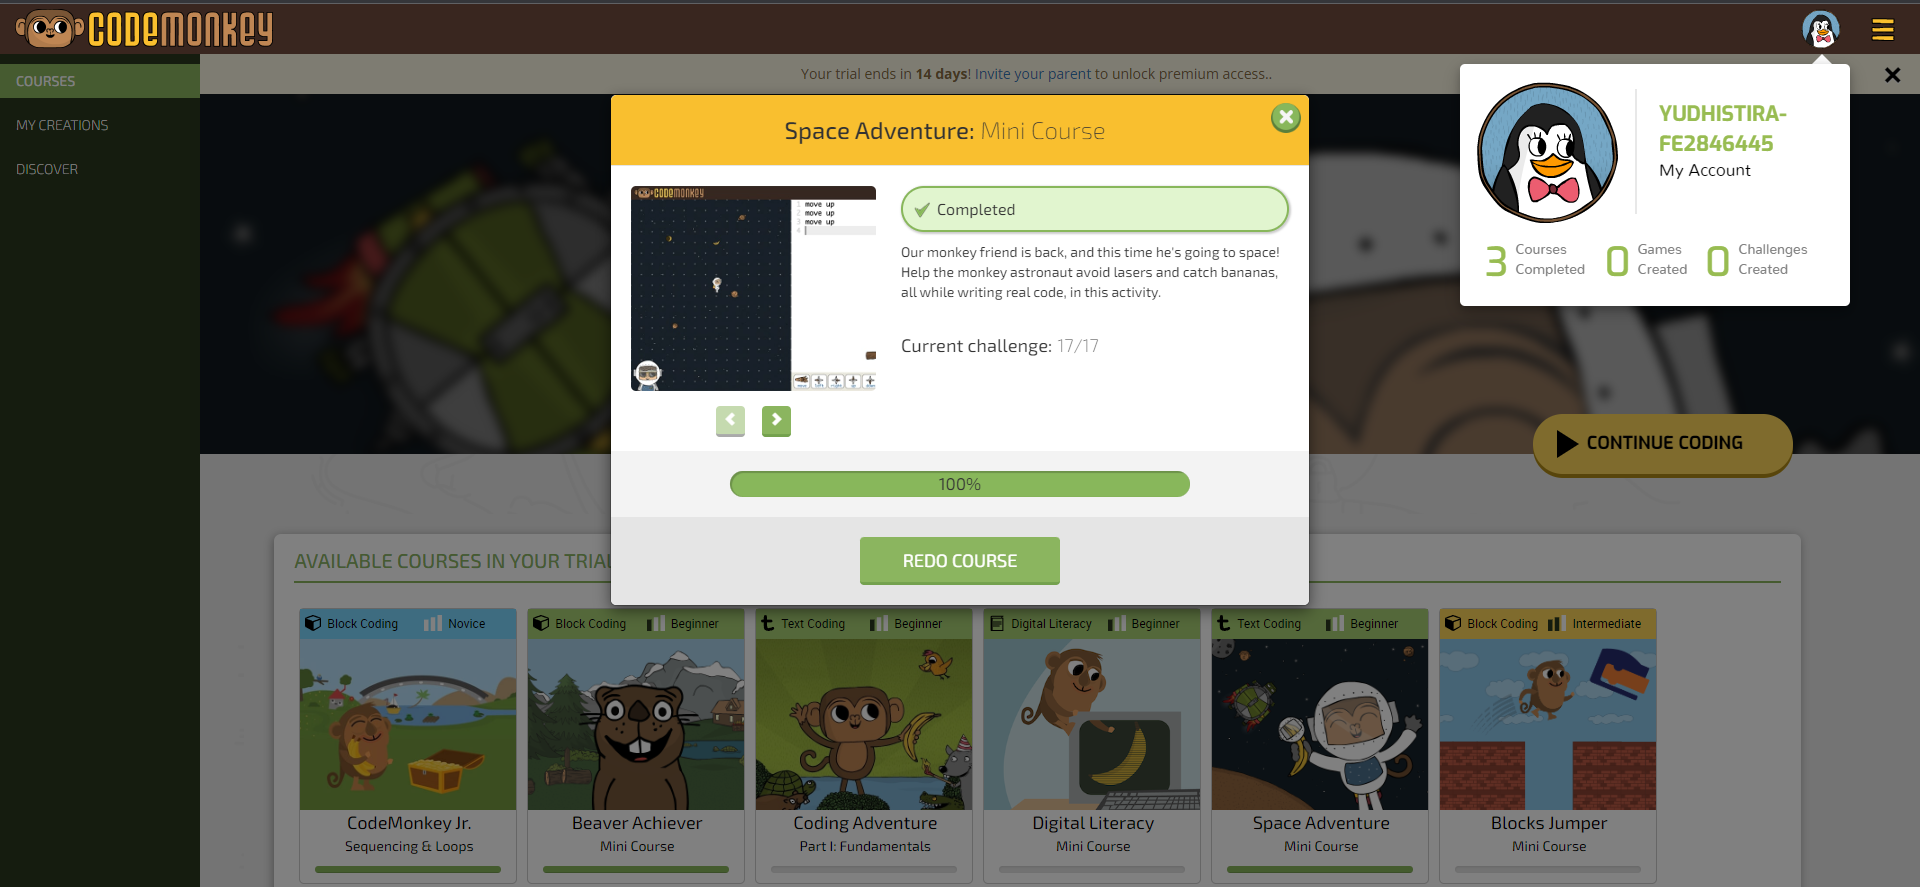 CODEMONKEY
COURSES
MY CREATIONS
DISCOVER
Your trial ends in 14 days! Invite your parent to unlock premium access..
YUDHISTIRA-
FE2846445
My Account
3 Courses Completed
0 Games Created
0 Challenges Created
Space Adventure: Mini Course
CODEMONKEY
1 move up
2 move up
3 move up
4
Completed
Our monkey friend is back, and this time he's going to space!
Help the monkey astronaut avoid lasers and catch bananas,
all while writing real code, in this activity.
Current challenge: 17/17
100%
REDO COURSE
CONTINUE CODING
AVAILABLE COURSES IN YOUR TRIAL
Block Coding Novice
CodeMonkey Jr.
Sequencing & Loops
Block Coding Beginner
Beaver Achiever
Mini Course
Text Coding Beginner
Coding Adventure
Part I: Fundamentals
Digital Literacy Beginner
Digital Literacy
Mini Course
Text Coding Beginner
Space Adventure
Mini Course
Block Coding Intermediate
Blocks Jumper
Mini Course